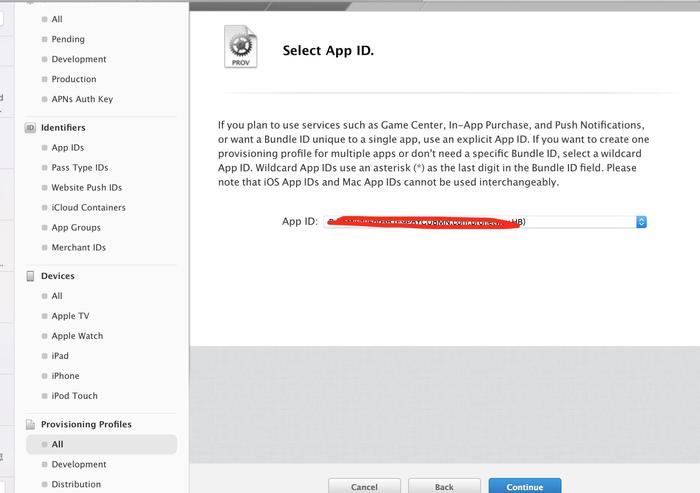 All
Pending
Development
Production
APNs Auth Key
ID Identifiers
App IDs
Pass Type IDs
Website Push IDs
iCloud Containers
App Groups
Merchant IDs
Devices
All
Apple TV
Apple Watch
iPad
iPhone
iPod Touch
Provisioning Profiles
All
Development
Distribution
PROV
Select App ID.
If you plan to use services such as Game Center, In-App Purchase, and Push Notifications,
or want a Bundle ID unique to a single app, use an explicit App ID. If you want to create one
provisioning profile for multiple apps or don't need a specific Bundle ID, select a wildcard
App ID. Wildcard App IDs use an asterisk (*) as the last digit in the Bundle ID field. Please
note that iOS App IDs and Mac App IDs cannot be used interchangeably.
App ID: HB)
Cancel
Back
Continue